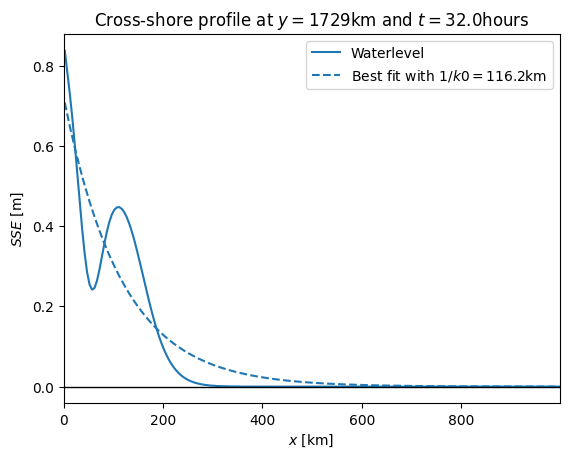 Cross-shore profile at y = 1729km and t = 32.0hours
Waterlevel
Best fit with 1/k0 = 116.2km
SSE [m]
0.8
0.6
0.4
0.2
0.0
0 200 400 600 800
x [km]